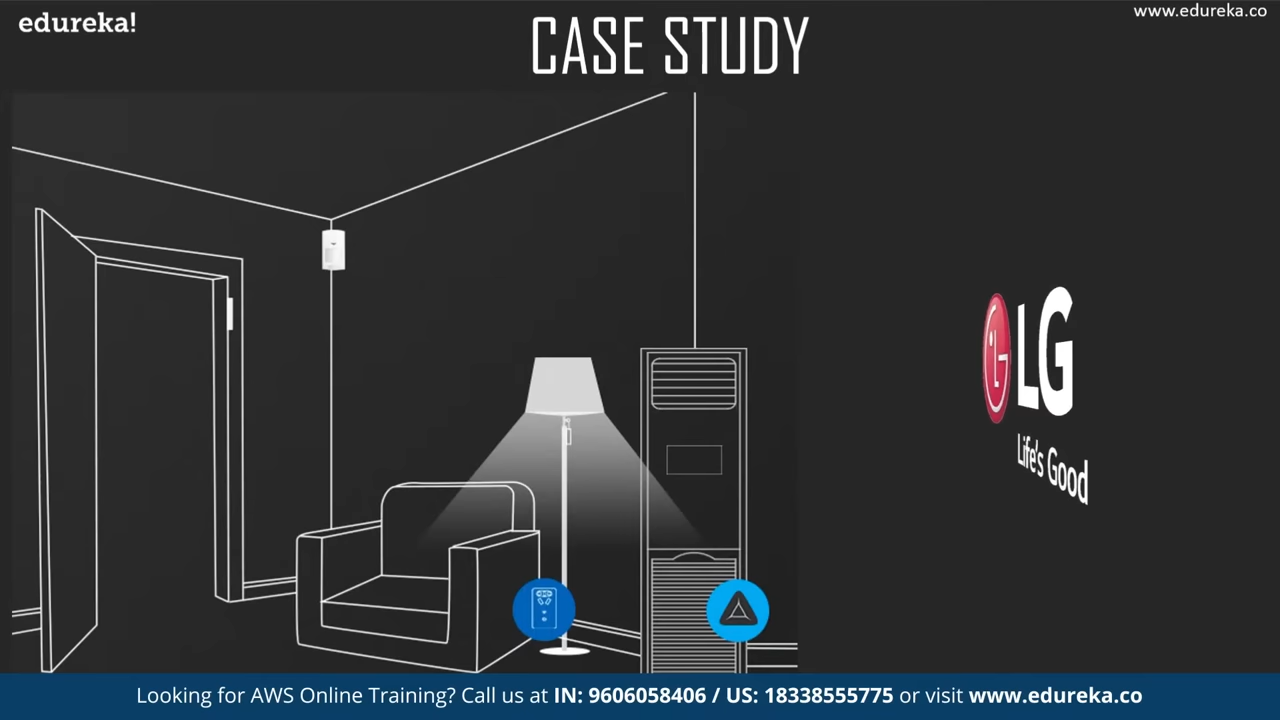 edureka!
www.edureka.co
CASE STUDY
LG
Life's Good
Looking for AWS Online Training? Call us at IN: 9606058406 / US: 18338555775 or visit www.edureka.co